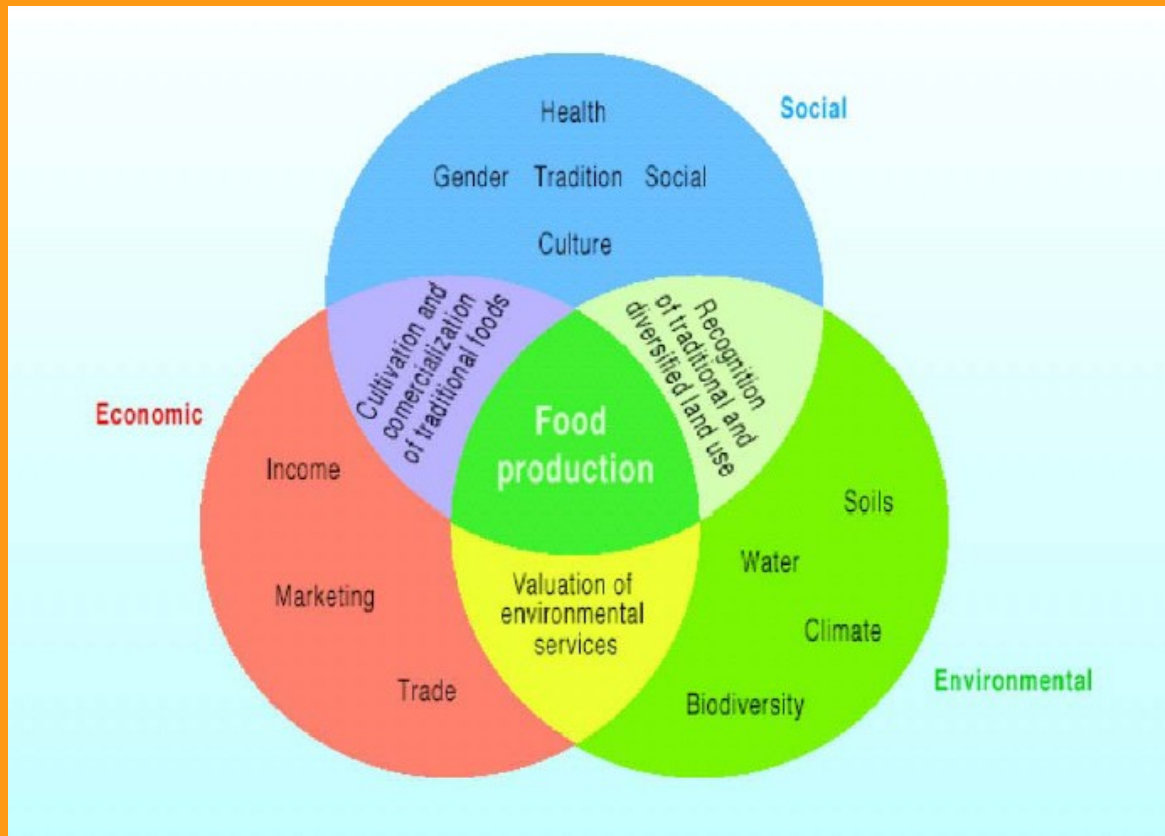 Social
Health
Gender Tradition Social
Culture
Cultivation and
comercialization
of traditional foods
Recognition
of traditional and
diversified land use
Economic
Food
production
Income
Soils
Water
Marketing
Valuation of
environmental
services
Climate
Trade
Biodiversity
Environmental